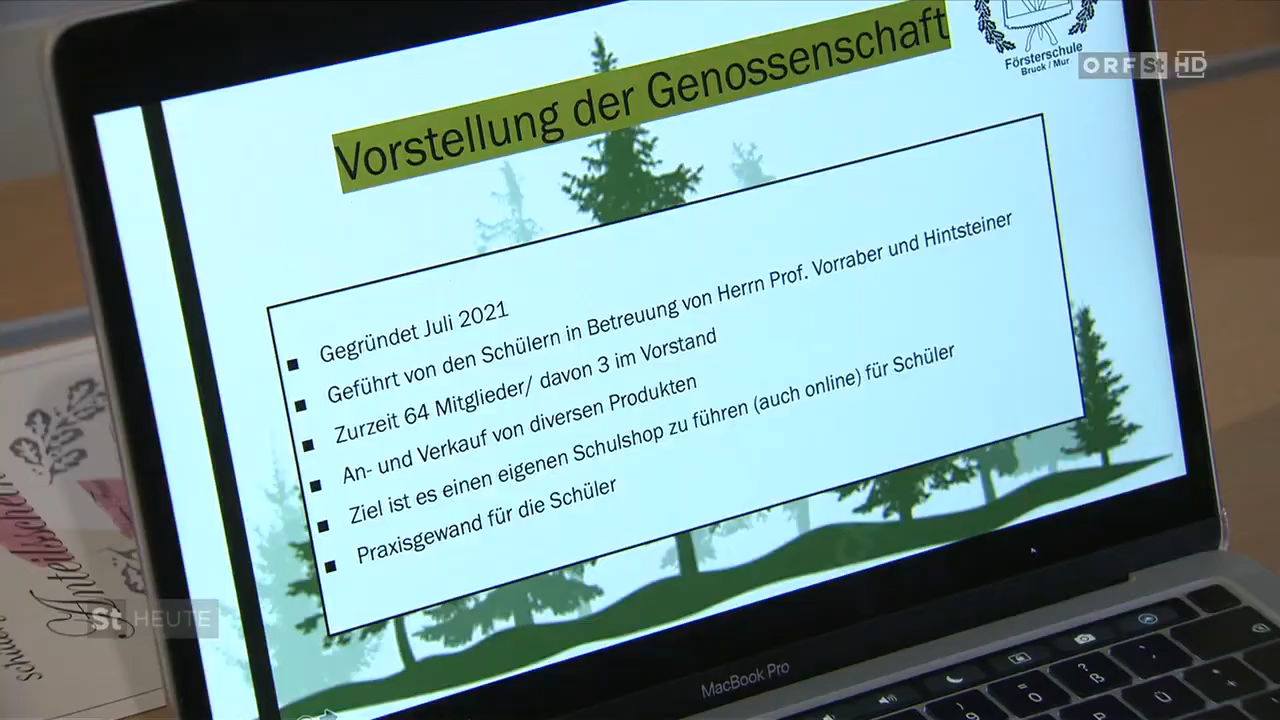 Vorstellung der Genossenschaft
Försterschule
Bruck / Mur
ORF St HD
Gegründet Juli 2021
Geführt von den Schülern in Betreuung von Herrn Prof. Vorraber und Hintsteiner
Zurzeit 64 Mitglieder/ davon 3 im Vorstand
An- und Verkauf von diversen Produkten
Ziel ist es einen eigenen Schulshop zu führen (auch online) für Schüler
Praxisgewand für die Schüler
Anteilsschein
St HEUTE
MacBook Pro
ß
Ü